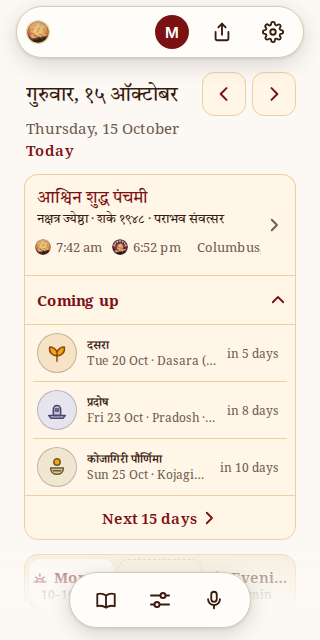 M
गुरुवार, १५ ऑक्टोबर
Thursday, 15 October
Today
आश्विन शुद्ध पंचमी
नक्षत्र ज्येष्ठा · शके १९४८ · पराभव संवत्सर
7:42 am 6:52 pm Columbus
Coming up
दसरा
Tue 20 Oct · Dasara (...
in 5 days
प्रदोष
Fri 23 Oct · Pradosh ·...
in 8 days
कोजागिरी पौर्णिमा
Sun 25 Oct · Kojagi...
in 10 days
Next 15 days